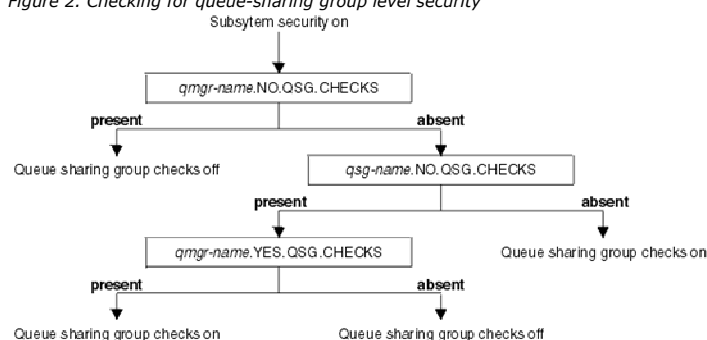 Figure 2. Checking for queue-sharing group level security
Subsytem security on
qmgr-name.NO.QSG.CHECKS
present
absent
Queue sharing group checks off
qsg-name.NO.QSG.CHECKS
present
absent
qmgr-name.YES.QSG.CHECKS
Queue sharing group checks on
present
absent
Queue sharing group checks on
Queue sharing group checks off